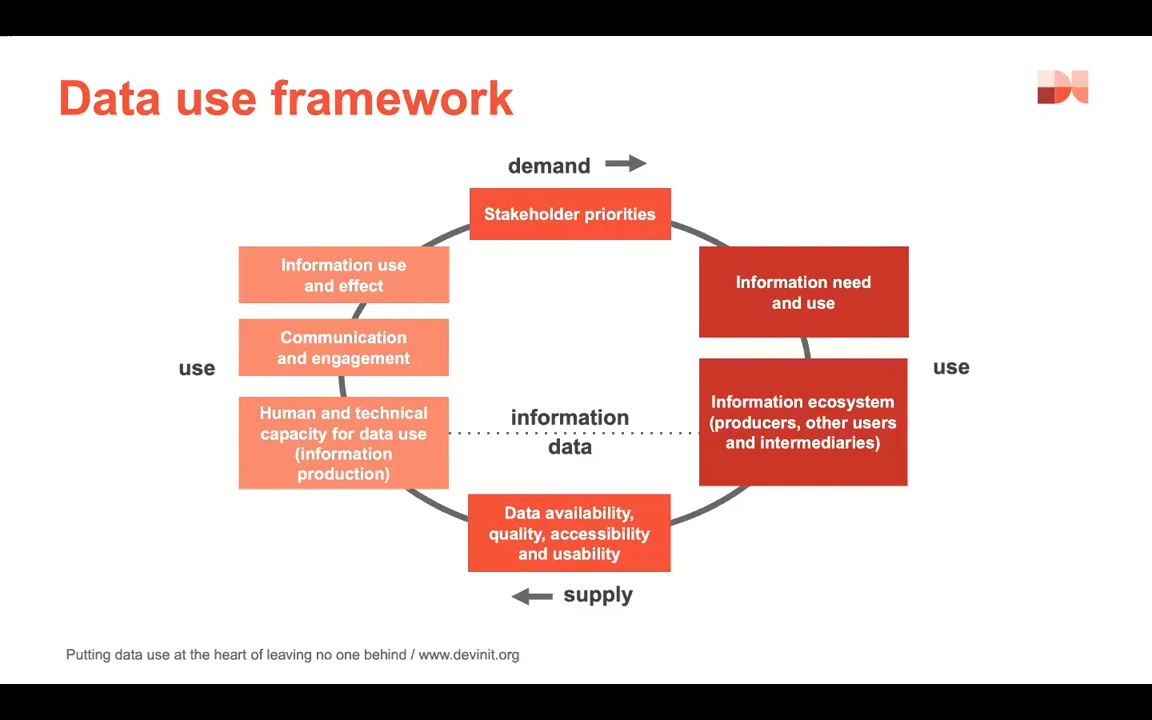 Data use framework
demand
Stakeholder priorities
Information use
and effect
Information need
and use
Communication
and engagement
use
use
Human and technical
capacity for data use
(information
production)
information
data
Information ecosystem
(producers, other users
and intermediaries)
Data availability,
quality, accessibility
and usability
supply
Putting data use at the heart of leaving no one behind / www.devinit.org